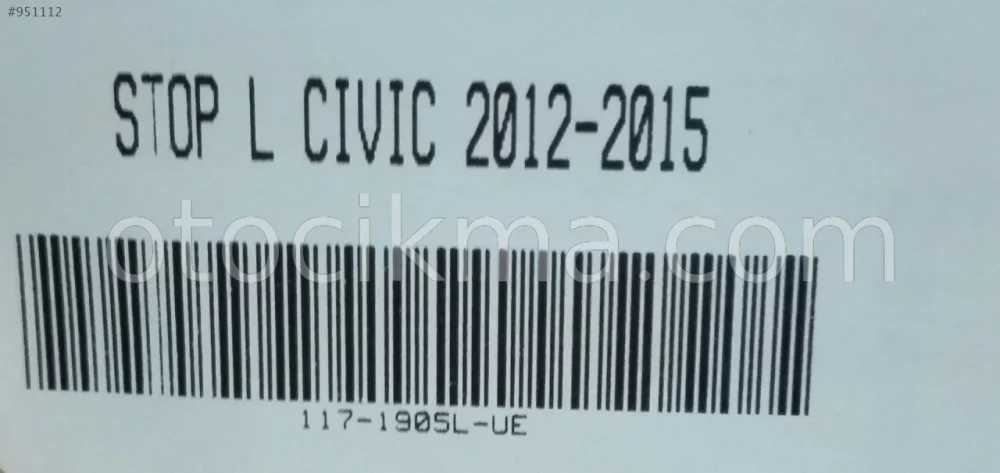 #951112
STOP L CIVIC 2012-2015
otocikma.com
117-1905L-UE